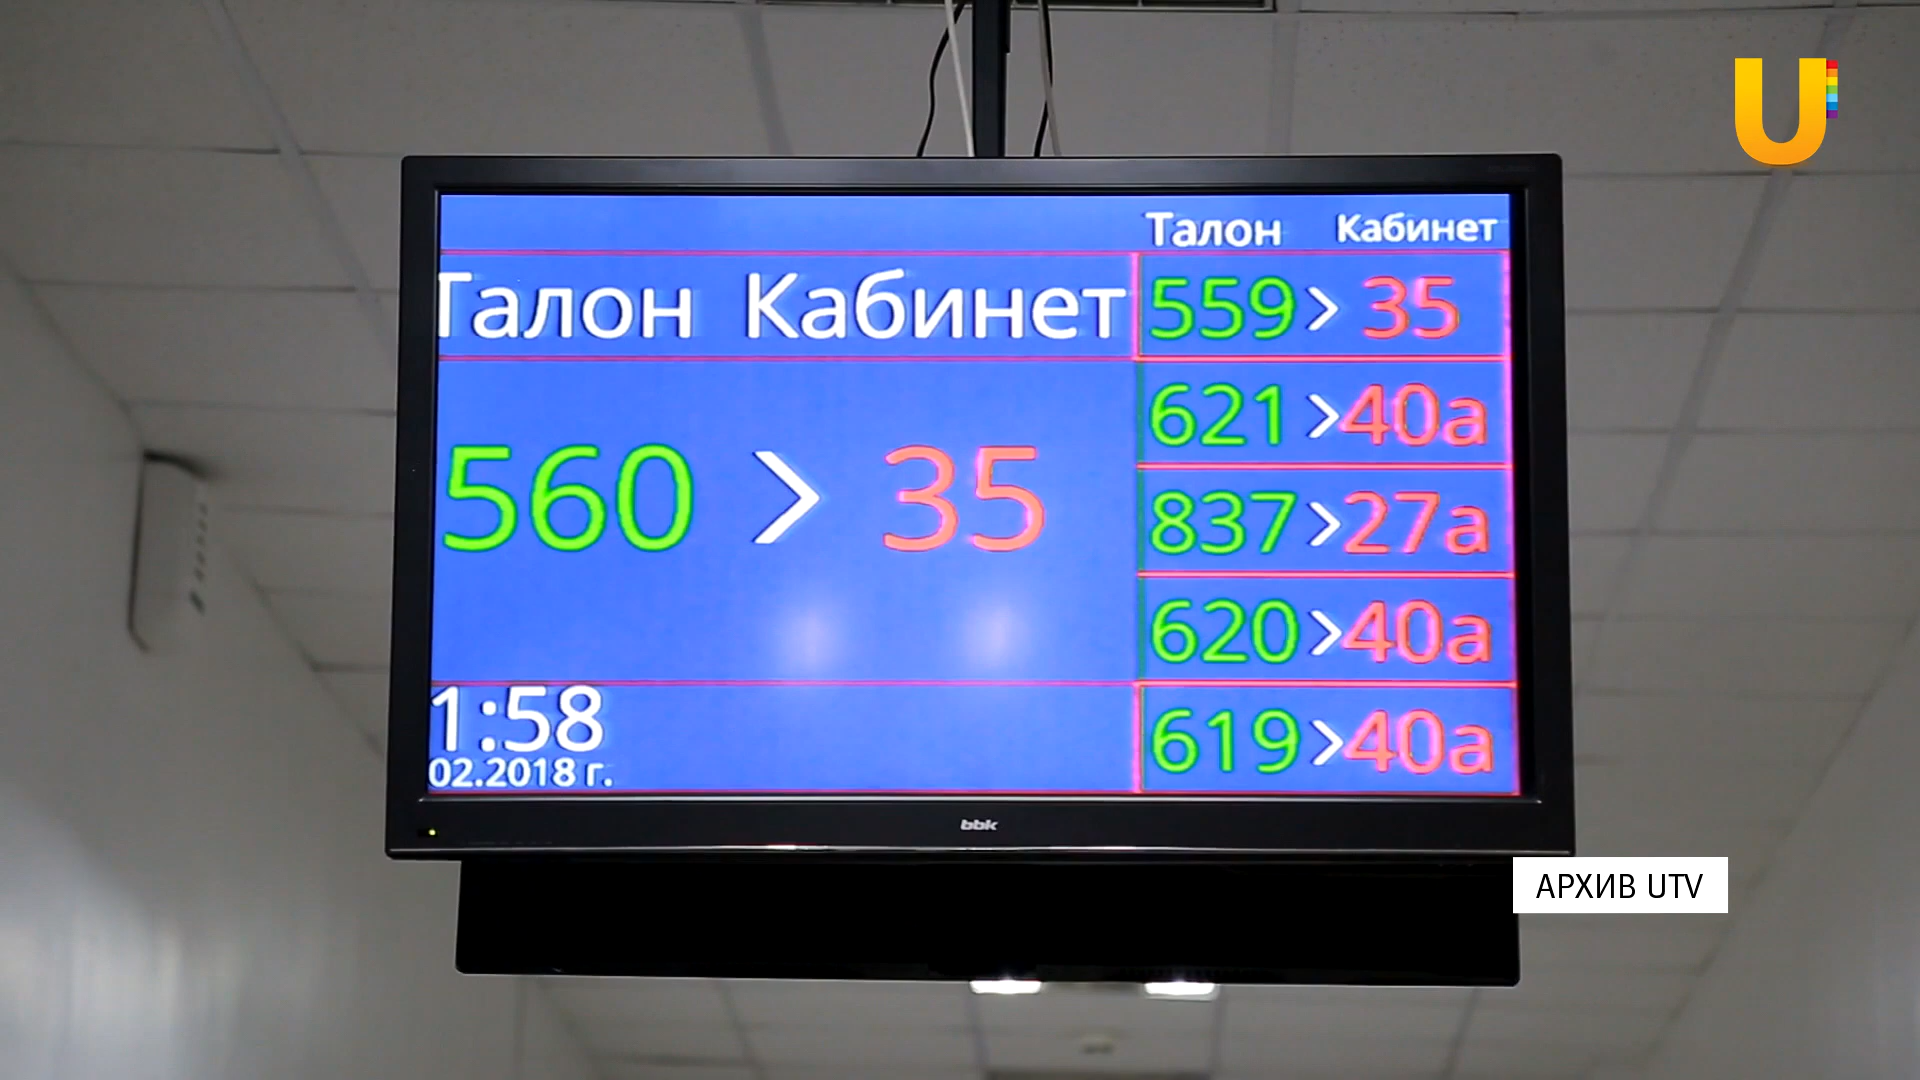 Талон Кабинет
Талон Кабинет
560 > 35
1:58
02.2018 г.
559 > 35
621 > 40а
837 > 27а
620 > 40а
619 > 40а
bbk
U
АРХИВ UTV